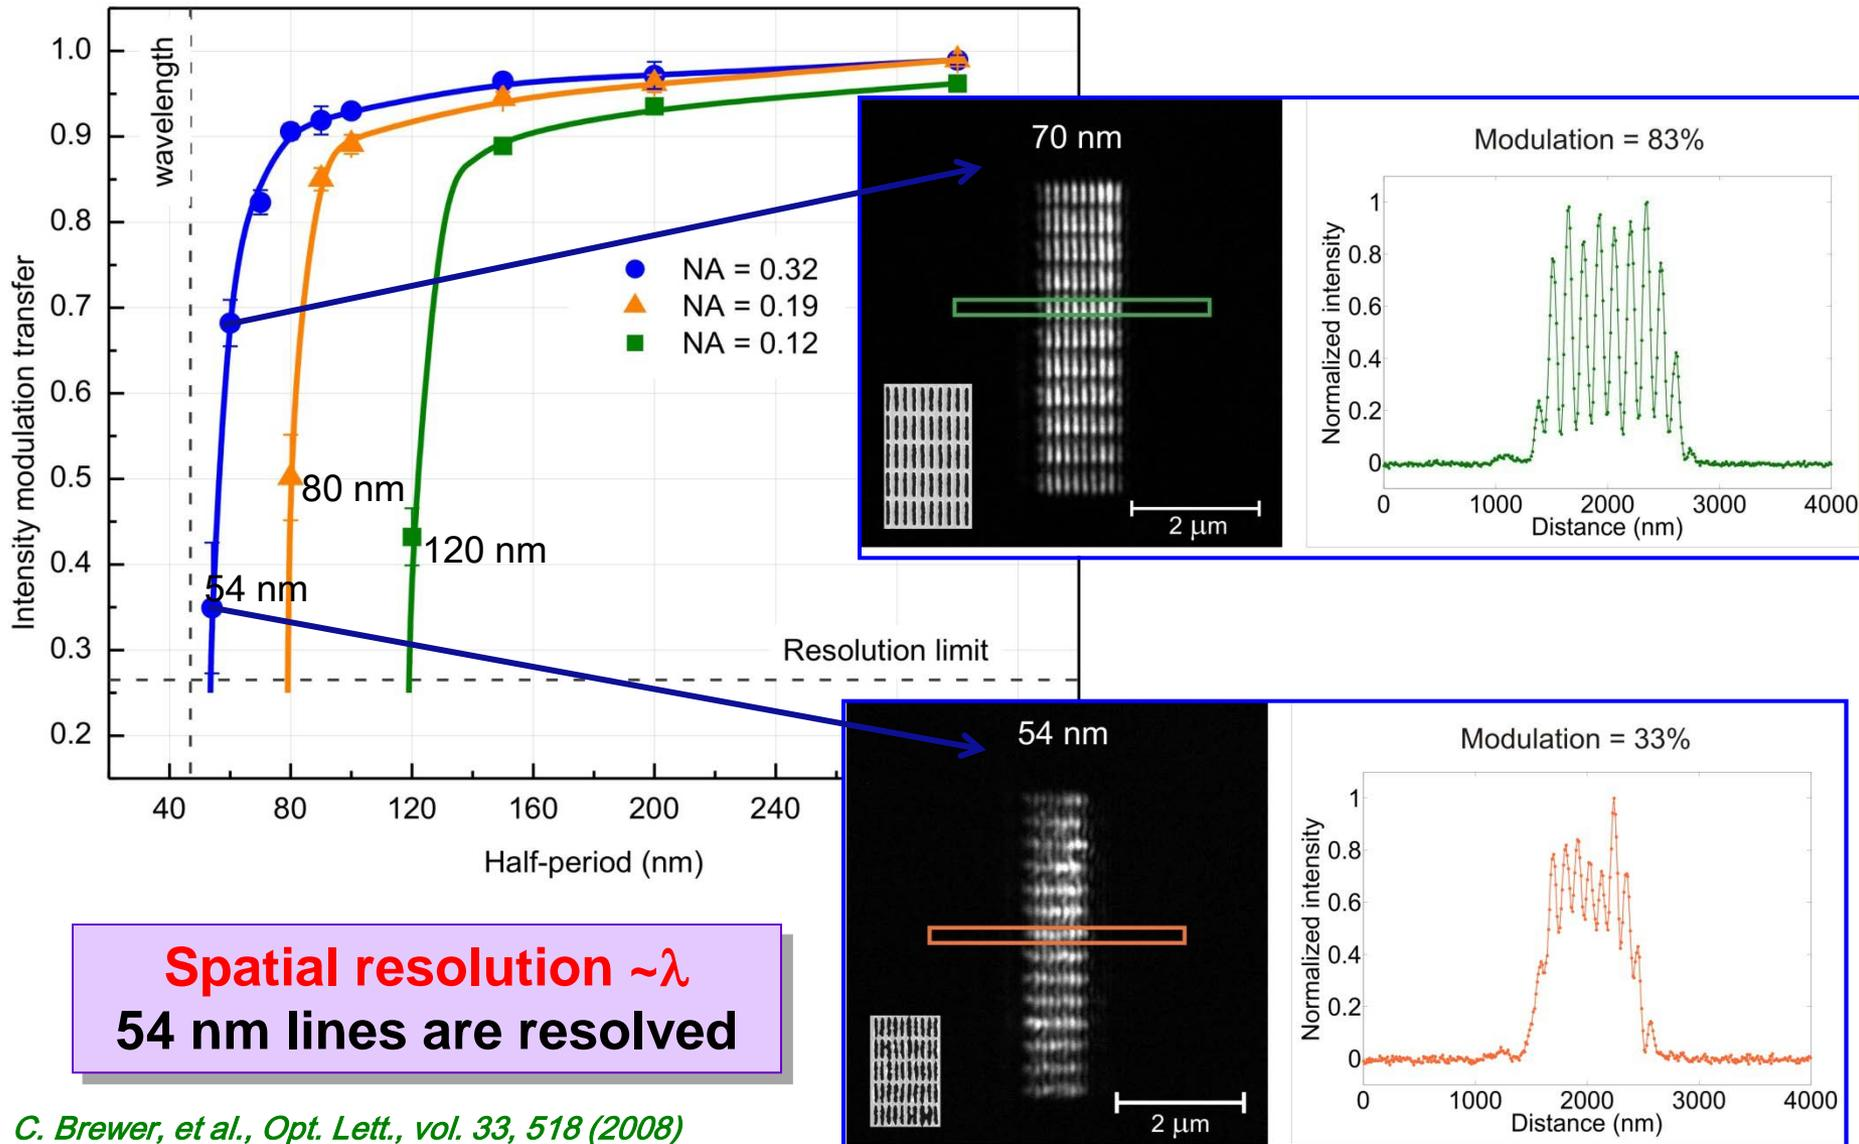 Intensity modulation transfer
1.0
0.9
0.8
0.7
0.6
0.5
0.4
0.3
0.2
wavelength
NA = 0.32
NA = 0.19
NA = 0.12
80 nm
120 nm
54 nm
Resolution limit
40 80 120 160 200 240
Half-period (nm)
70 nm
2 μm
Modulation = 83%
Normalized intensity
1
0.8
0.6
0.4
0.2
0
0 1000 2000 3000 4000
Distance (nm)
54 nm
2 μm
Modulation = 33%
Normalized intensity
1
0.8
0.6
0.4
0.2
0
0 1000 2000 3000 4000
Distance (nm)
Spatial resolution ~λ
54 nm lines are resolved
C. Brewer, et al., Opt. Lett., vol. 33, 518 (2008)